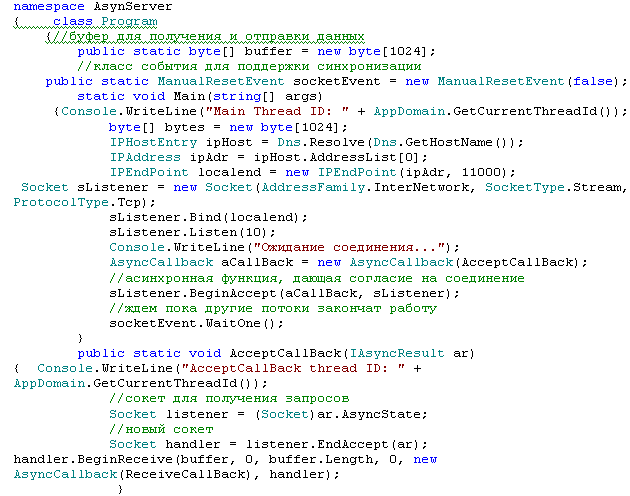 namespace AsynServer
{    class Program
    {//буфер для получения и отправки данных
        public static byte[] buffer = new byte[1024];
        //класс события для поддержки синхронизации
    public static ManualResetEvent socketEvent = new ManualResetEvent(false);
        static void Main(string[] args)
     {Console.WriteLine("Main Thread ID: " + AppDomain.GetCurrentThreadId());
            byte[] bytes = new byte[1024];
            IPHostEntry ipHost = Dns.Resolve(Dns.GetHostName());
            IPAddress ipAdr = ipHost.AddressList[0];
            IPEndPoint localend = new IPEndPoint(ipAdr, 11000);
 Socket sListener = new Socket(AddressFamily.InterNetwork, SocketType.Stream,
ProtocolType.Tcp);
            sListener.Bind(localend);
            sListener.Listen(10);
            Console.WriteLine("Ожидание соединения...");
            AsyncCallback aCallBack = new AsyncCallback(AcceptCallBack);
            //асинхронная функция, дающая согласие на соединение
            sListener.BeginAccept(aCallBack, sListener);
            //ждем пока другие потоки закончат работу
            socketEvent.WaitOne();
        }
        public static void AcceptCallBack(IAsyncResult ar)
{  Console.WriteLine("AcceptCallBack thread ID: " +
AppDomain.GetCurrentThreadId());
            //сокет для получения запросов
            Socket listener = (Socket)ar.AsyncState;
            //новый сокет
            Socket handler = listener.EndAccept(ar);
handler.BeginReceive(buffer, 0, buffer.Length, 0, new
AsyncCallback(ReceiveCallBack), handler);
             }